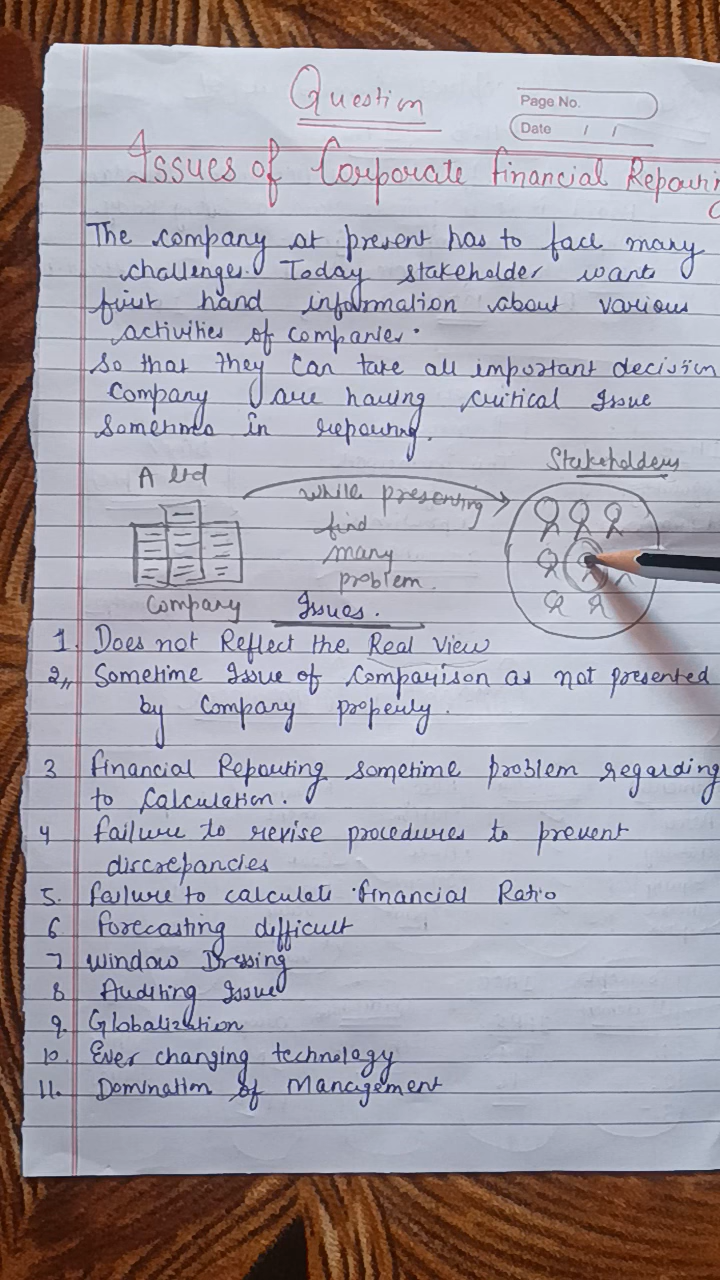 Question
Page No.
Date / /
Issues of Corporate financial Reporting
The company at present has to face many
challenges. Today stakeholder wants
first hand information about various
activities of companies.
So that they can take all important decision
Company are having critical Issue
Sometimes in reporting.
Stakeholders
A ltd
while presenting
find
many
problem.
Company
Issues.
1. Does not Reflect the Real View
2,, Sometime Issue of Comparison as not presented
by Company properly.
3 financial Reporting sometime problem regarding
to Calculation.
4 failure to revise procedures to prevent
discrepancies
5. failure to calculate financial Ratio
6 forecasting difficult
7 Window Dressing
8 Auditing Issue
9. Globalization
10. Ever changing technology
11. Domination of Management